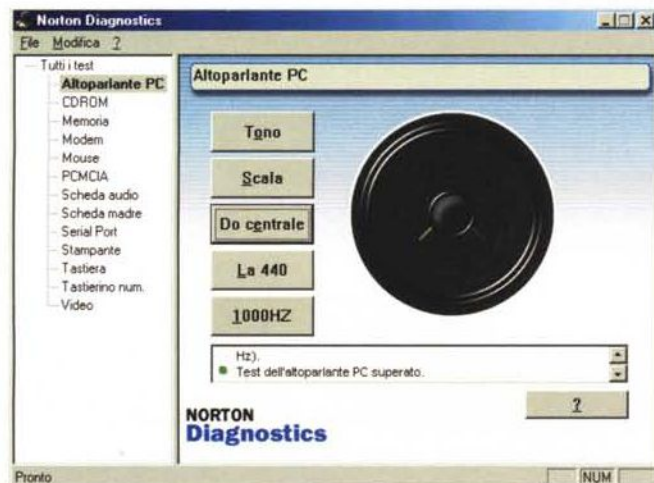 Norton Diagnostics
File Modifica ?
Tutti i test
Altoparlante PC
CDROM
Memoria
Modem
Mouse
PCMCIA
Scheda audio
Scheda madre
Serial Port
Stampante
Tastiera
Tastierino num.
Video
Altoparlante PC
Tono
Scala
Do centrale
La 440
1000HZ
Hz).
Test dell'altoparlante PC superato.
?
NORTON
Diagnostics
Pronto
NUM